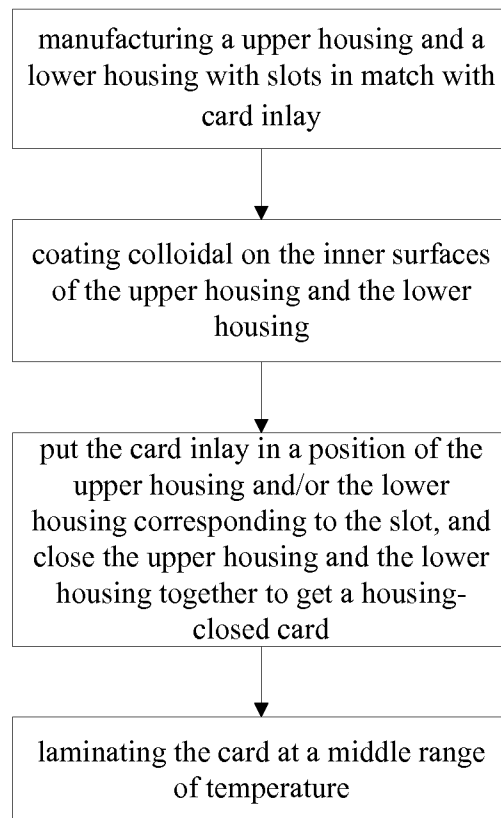 manufacturing a upper housing and a
lower housing with slots in match with
card inlay
coating colloidal on the inner surfaces
of the upper housing and the lower
housing
put the card inlay in a position of the
upper housing and/or the lower
housing corresponding to the slot, and
close the upper housing and the lower
housing together to get a housing-
closed card
laminating the card at a middle range
of temperature